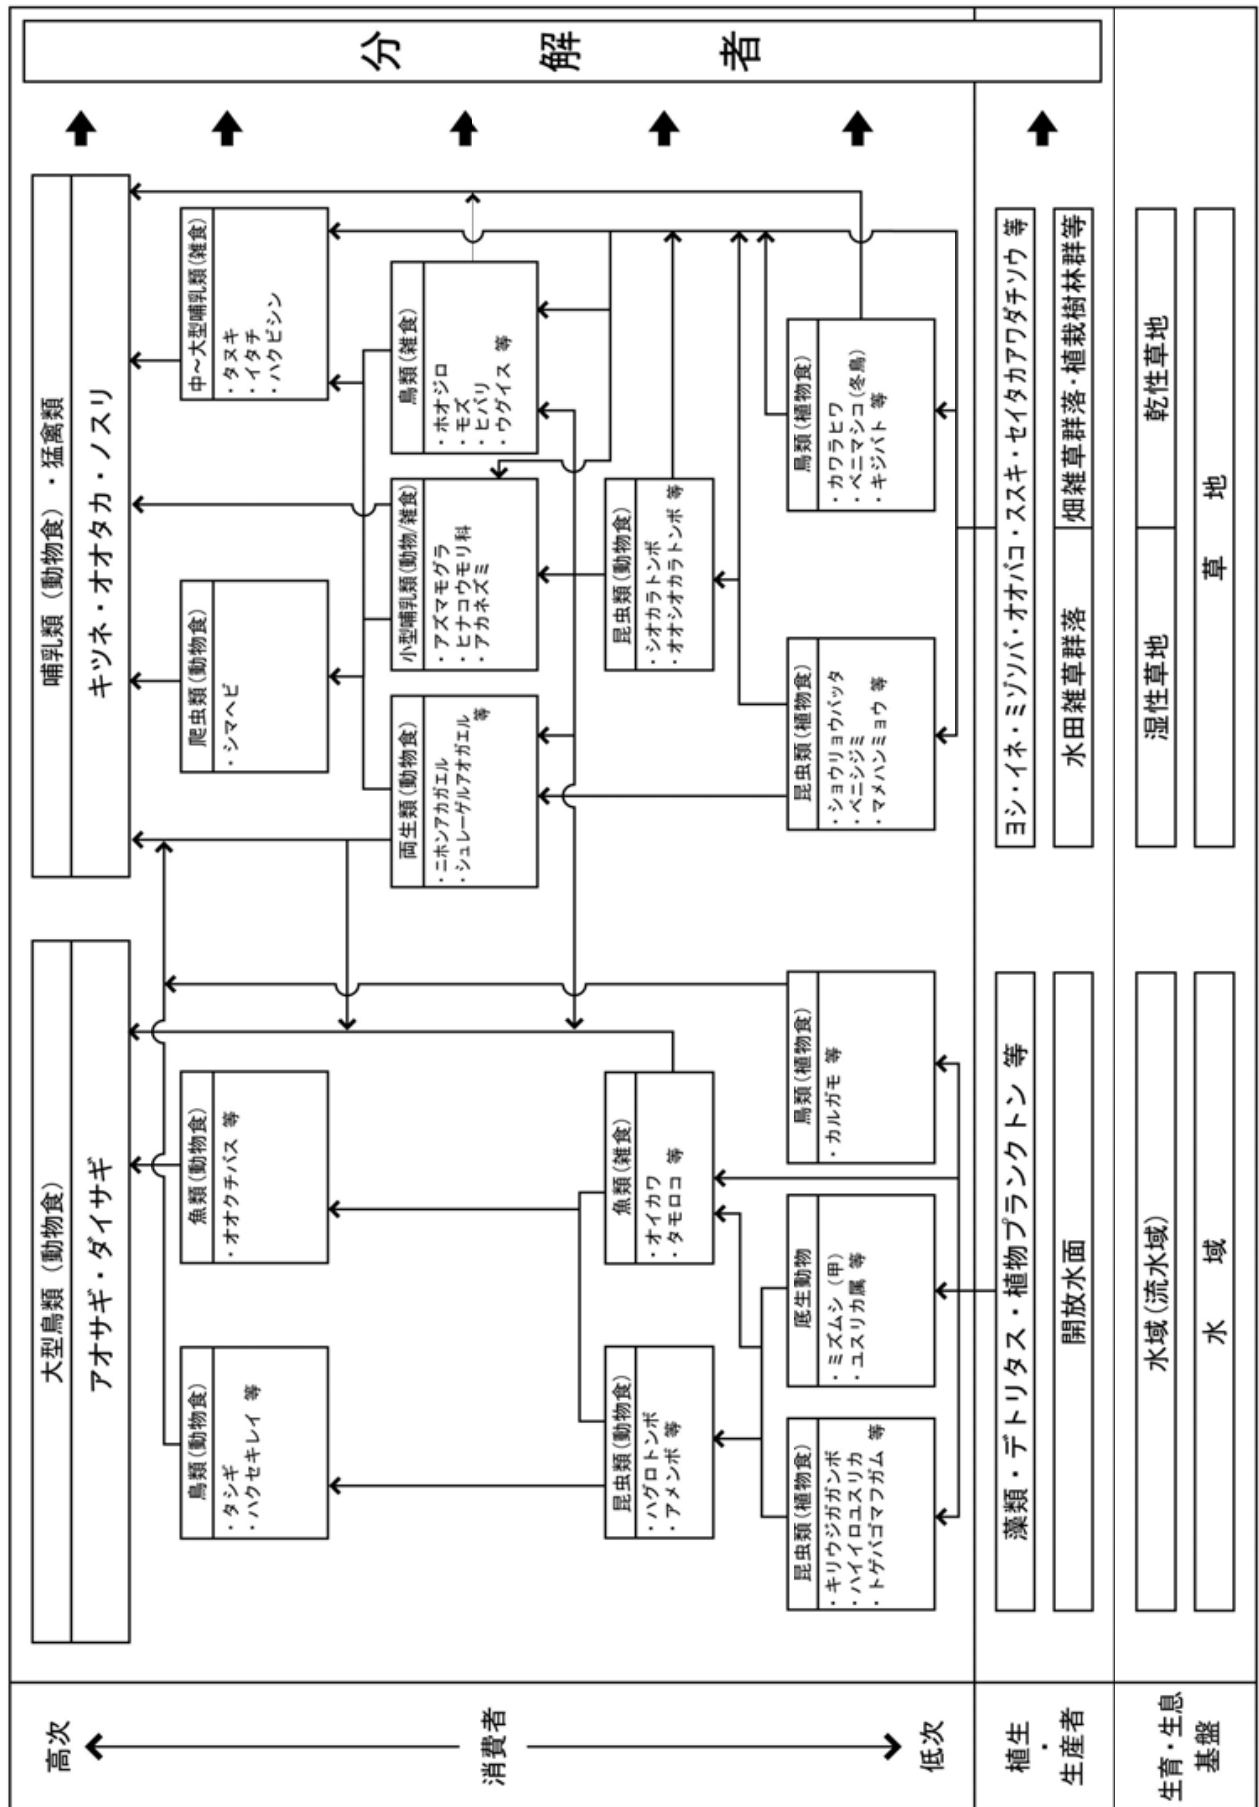 高次
消費者
低次
植生
・
生産者
生育・生息
基盤
大型鳥類（動物食）
アオサギ・ダイサギ
哺乳類（動物食）・猛禽類
キツネ・オオタカ・ノスリ
分解者
鳥類(動物食)
・タシギ
・ハクセキレイ 等
魚類(動物食)
・オオクチバス 等
爬虫類(動物食)
・シマヘビ
中～大型哺乳類(雑食)
・タヌキ
・イタチ
・ハクビシン
両生類(動物食)
・ニホンアカガエル
・シュレーゲルアオガエル
等
小型哺乳類(動物/雑食)
・アズマモグラ
・ヒナコウモリ科
・アカネズミ
鳥類(雑食)
・ホオジロ
・モズ
・ヒバリ
・ウグイス 等
昆虫類(動物食)
・ハグロトンボ
・アメンボ 等
魚類(雑食)
・オイカワ
・タモロコ 等
昆虫類(動物食)
・シオカラトンボ
・オオシオカラトンボ 等
昆虫類(植物食)
・キリウジガガンボ
・ハイイロユスリカ
・トゲバゴマフガムシ 等
底生動物
・ミズムシ（甲）
・ユスリカ属 等
鳥類(植物食)
・カルガモ 等
昆虫類(植物食)
・ショウリョウバッタ
・ベニシジミ
・マメハンミョウ 等
鳥類(植物食)
・カワラヒワ
・ベニマシコ(冬鳥)
・キジバト 等
藻類・デトリタス・植物プランクトン 等
ヨシ・イネ・ミゾソバ・オオバコ・ススキ・セイタカアワダチソウ 等
開放水面
水田雑草群落
畑雑草群落・植栽樹林群等
水域(流水域)
湿性草地
乾性草地
水域
草地